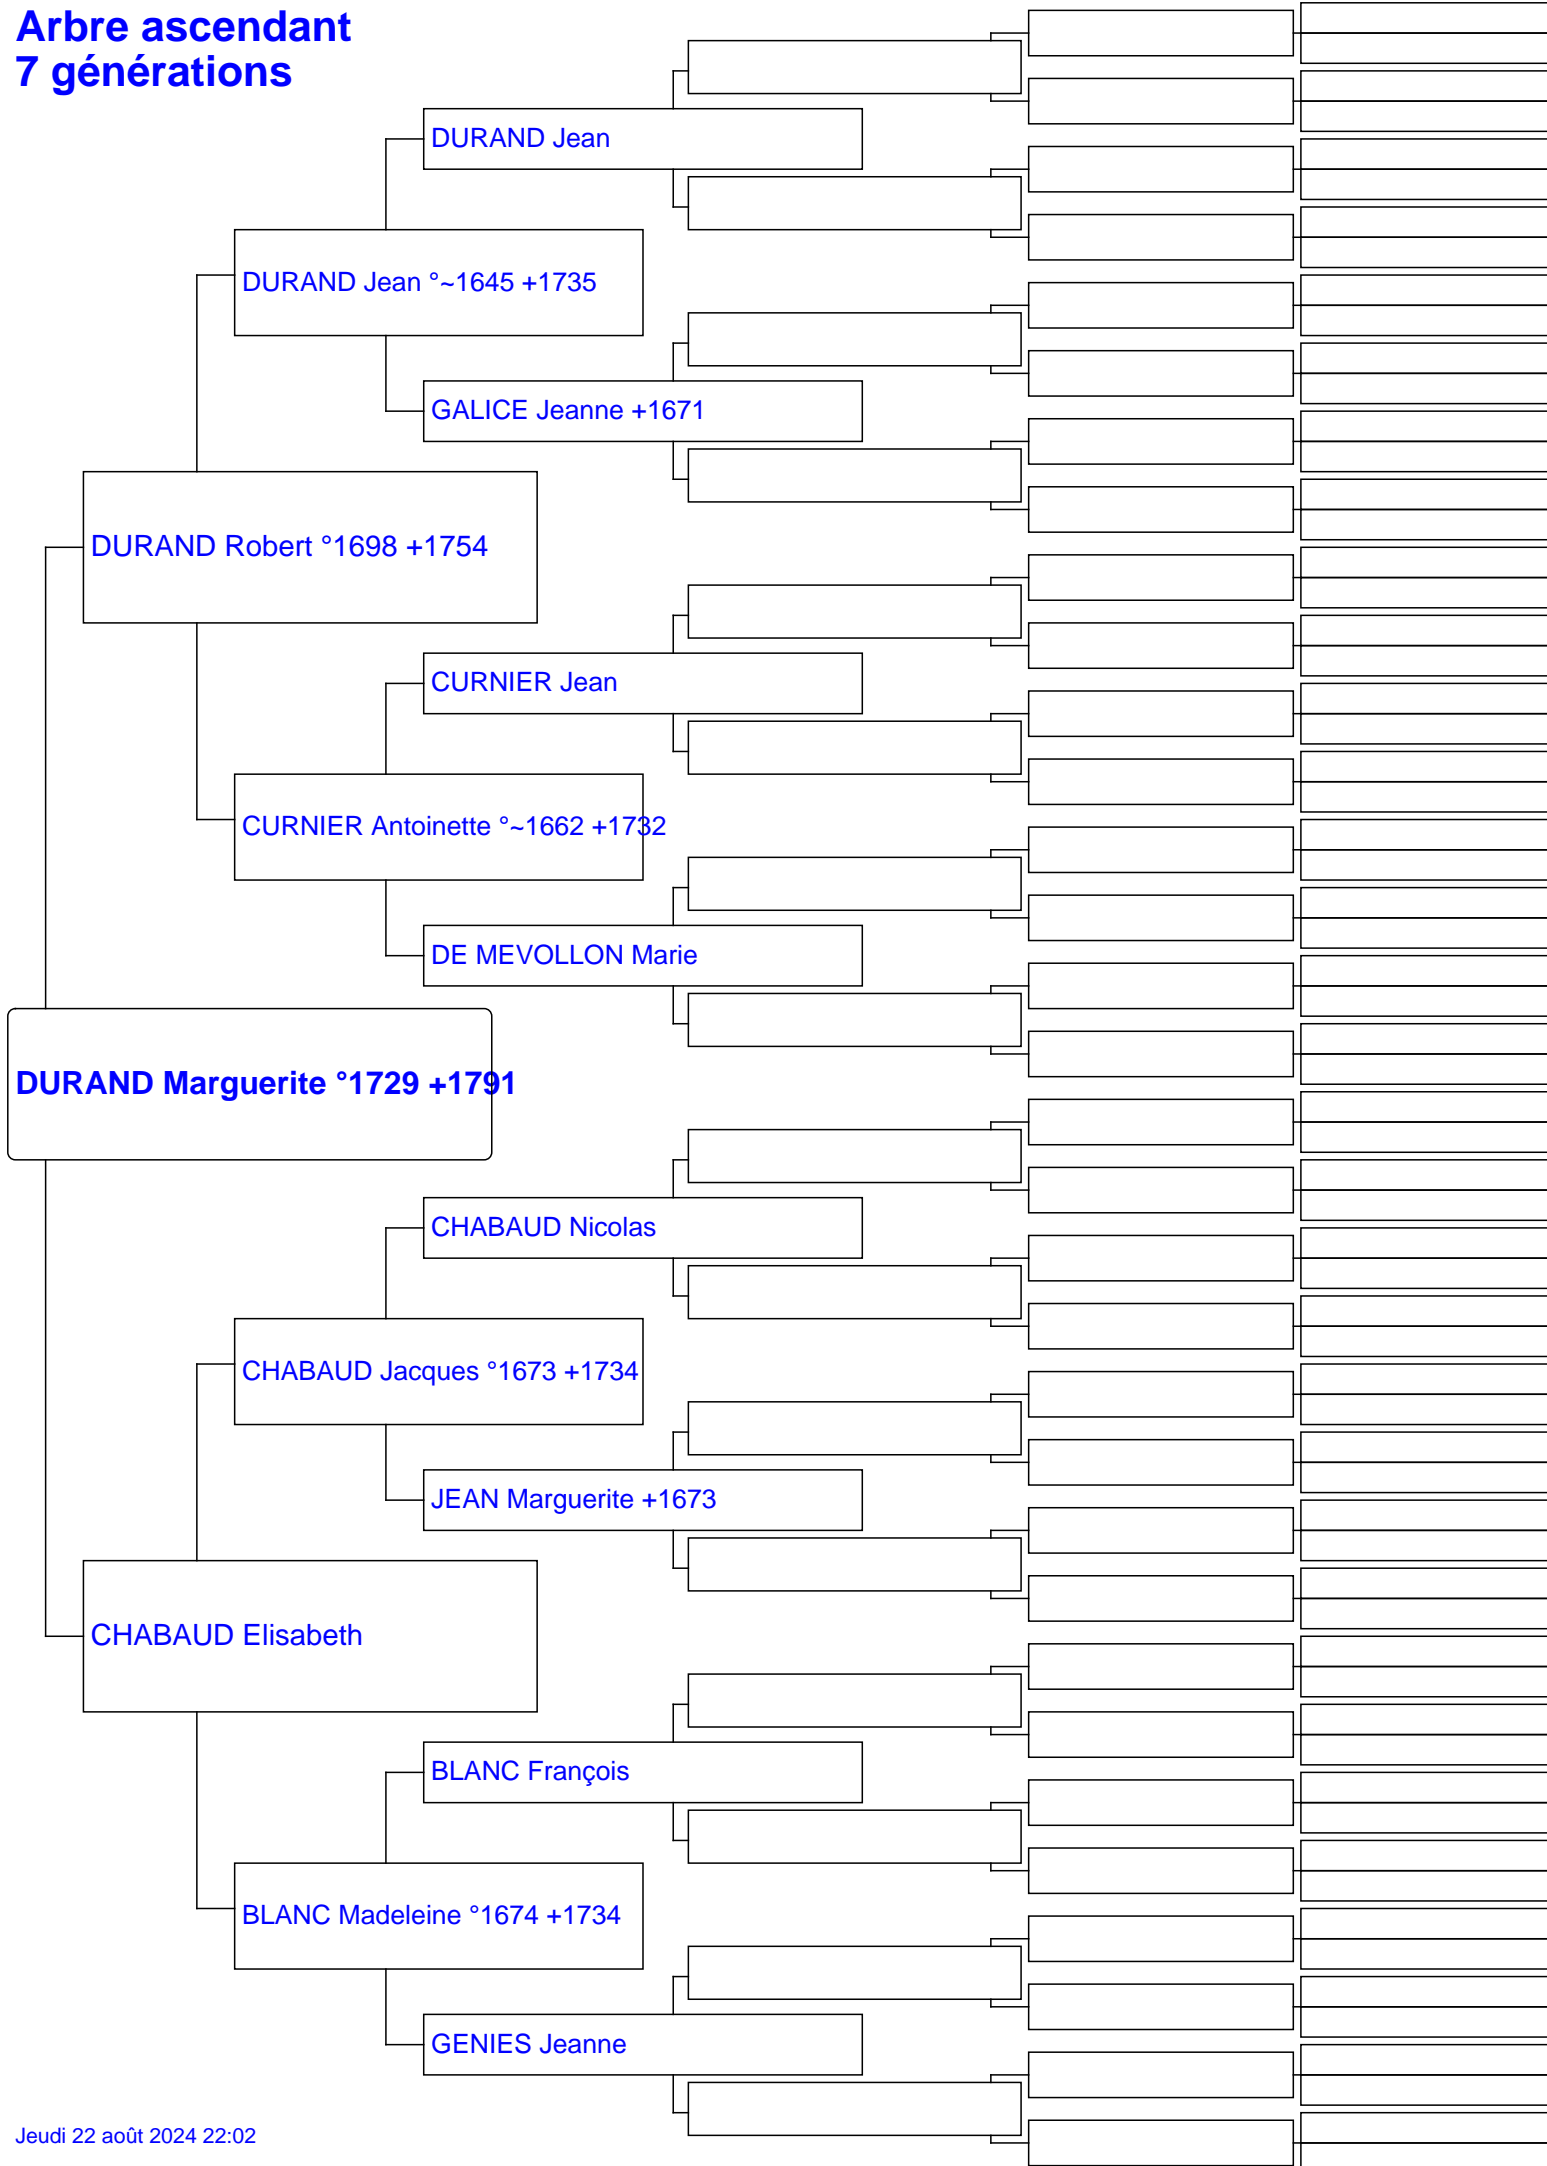 Arbre ascendant
7 générations
DURAND Jean
DURAND Jean °~1645 +1735
GALICE Jeanne +1671
DURAND Robert °1698 +1754
CURNIER Jean
CURNIER Antoinette °~1662 +1732
DE MEVOLLON Marie
DURAND Marguerite °1729 +1791
CHABAUD Nicolas
CHABAUD Jacques °1673 +1734
JEAN Marguerite +1673
CHABAUD Elisabeth
BLANC François
BLANC Madeleine °1674 +1734
GENIES Jeanne
Jeudi 22 août 2024 22:02